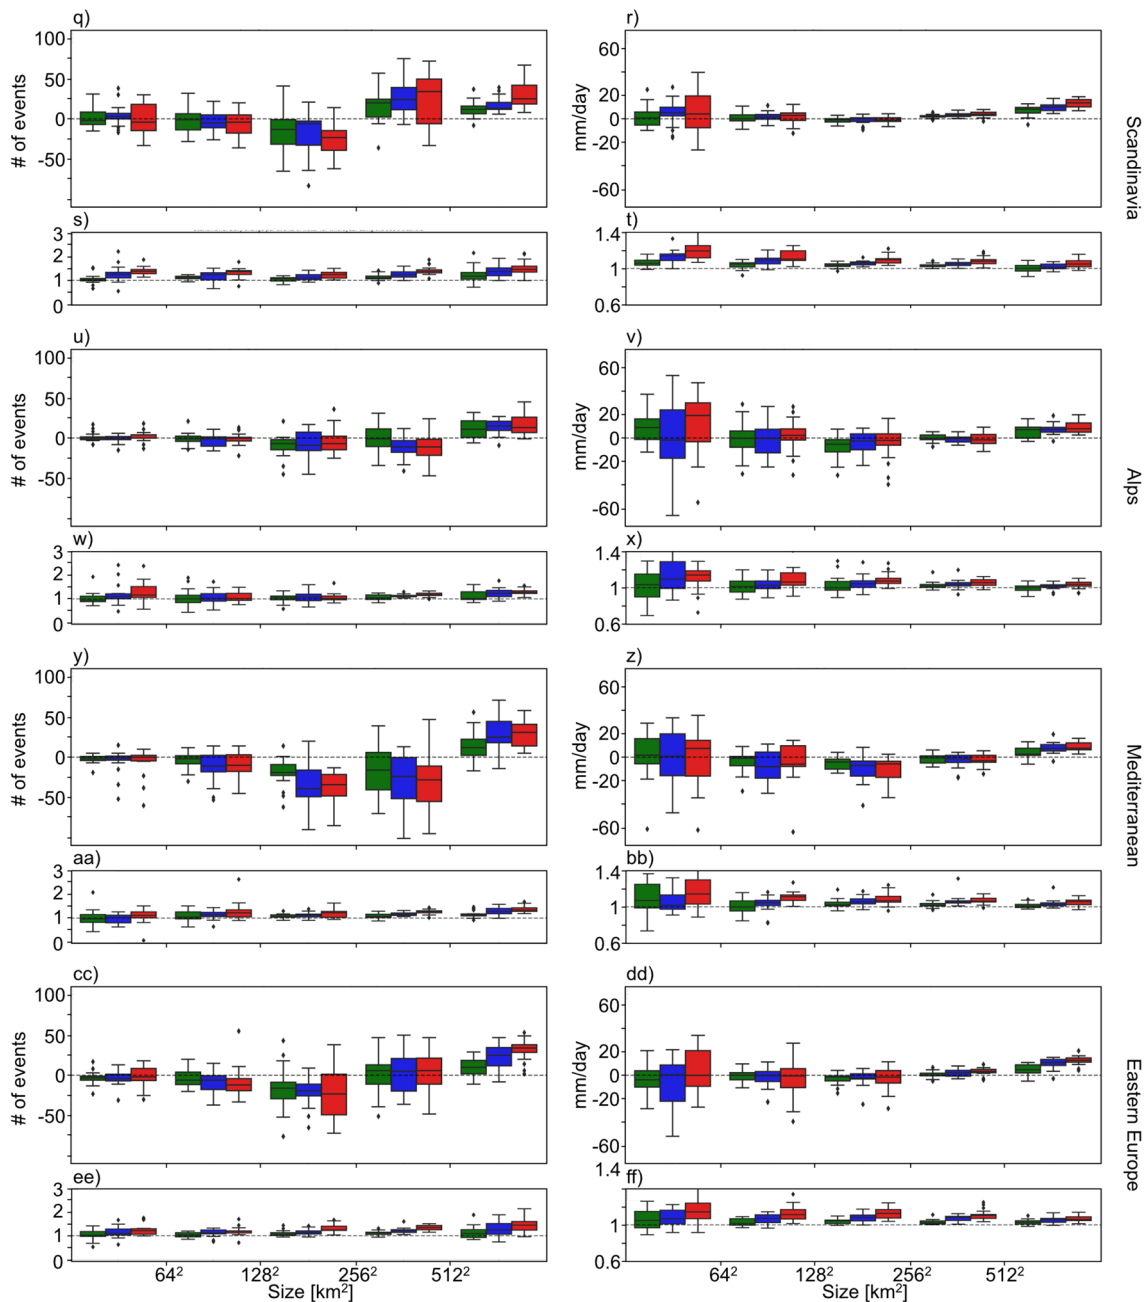 q)
# of events
100
50
0
-50
r)
mm/day
60
20
0
-20
-60
Scandinavia
s)
3
2
1
0
t)
1.4
1
0.6
u)
# of events
100
50
0
-50
v)
mm/day
60
20
0
-20
-60
Alps
w)
3
2
1
0
x)
1.4
1
0.6
y)
# of events
100
50
0
-50
z)
mm/day
60
20
0
-20
-60
Mediterranean
aa)
3
2
1
0
bb)
1.4
1
0.6
cc)
# of events
100
50
0
-50
dd)
mm/day
60
20
0
-20
-60
Eastern Europe
ee)
3
2
1
0
ff)
1.4
1
0.6
64² 128² 256² 512²
Size [km²]
64² 128² 256² 512²
Size [km²]